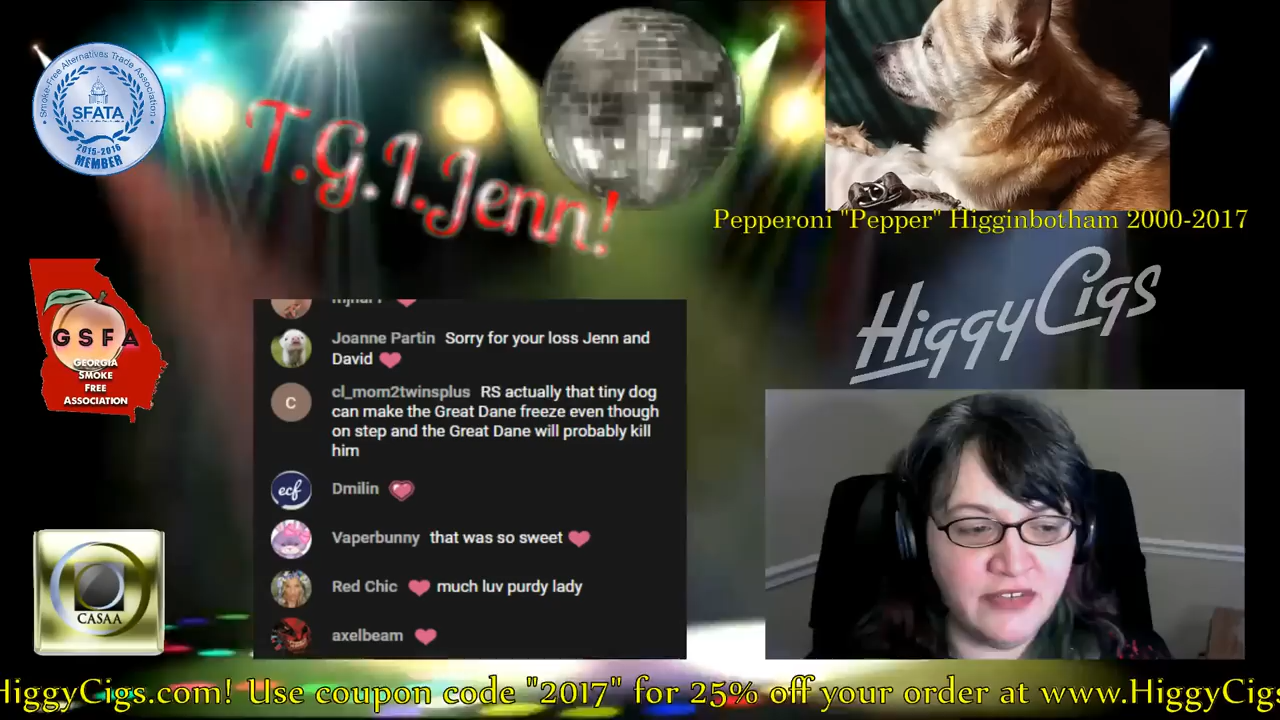 Smoke-Free Alternatives Trade Association
SFATA
2015-2016
MEMBER
T.G.I.Jenn!
Pepperoni "Pepper" Higginbotham 2000-2017
HiggyCigs
GSFA
GEORGIA
SMOKE
FREE
ASSOCIATION
Joanne Partin Sorry for your loss Jenn and
David
C
cl_mom2twinsplus RS actually that tiny dog
can make the Great Dane freeze even though
on step and the Great Dane will probably kill
him
ecf
Dmilin
Vaperbunny that was so sweet
Red Chic much luv purdy lady
axelbeam
CASAA
HiggyCigs.com! Use coupon code "2017" for 25% off your order at www.HiggyCigs